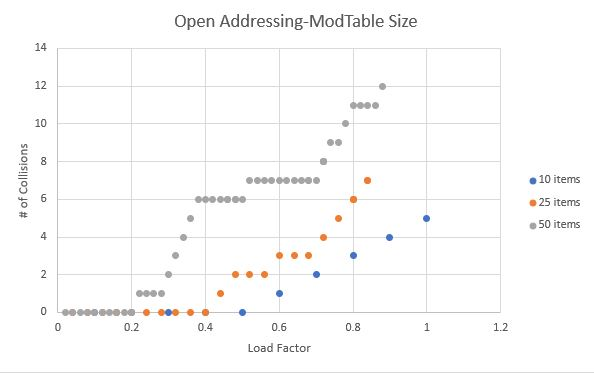 Open Addressing-ModTable Size
14
12
10
8
6
4
2
0
# of Collisions
0
0.2
0.4
0.6
0.8
1
1.2
Load Factor
10 items
25 items
50 items